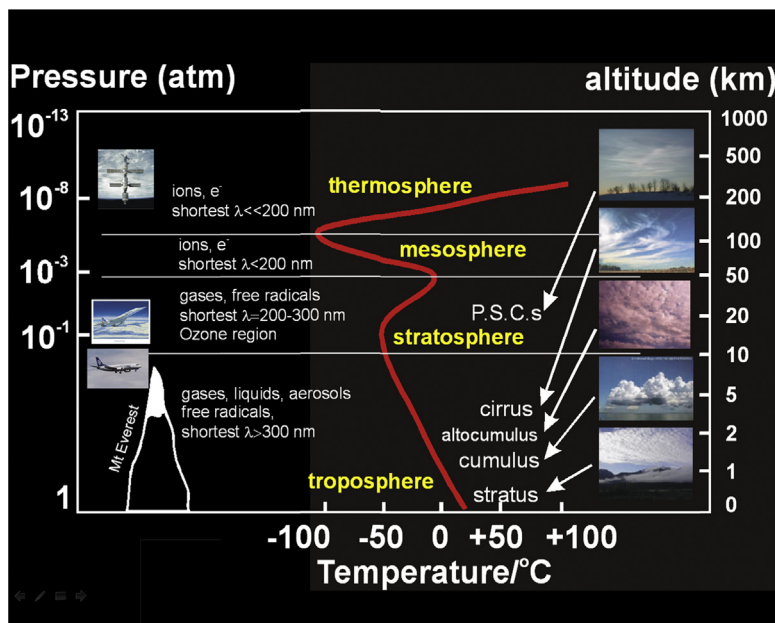 Pressure (atm)
altitude (km)
10-13
10-8
10-3
10-1
1
1000
500
200
100
50
20
10
5
2
1
0
thermosphere
ions, e-
shortest λ<<200 nm
mesosphere
ions, e-
shortest λ<200 nm
gases, free radicals
shortest λ=200-300 nm
Ozone region
P.S.C.s
stratosphere
gases, liquids, aerosols
free radicals,
shortest λ>300 nm
Mt Everest
cirrus
altocumulus
cumulus
troposphere
stratus
-100 -50 0 +50 +100
Temperature/°C